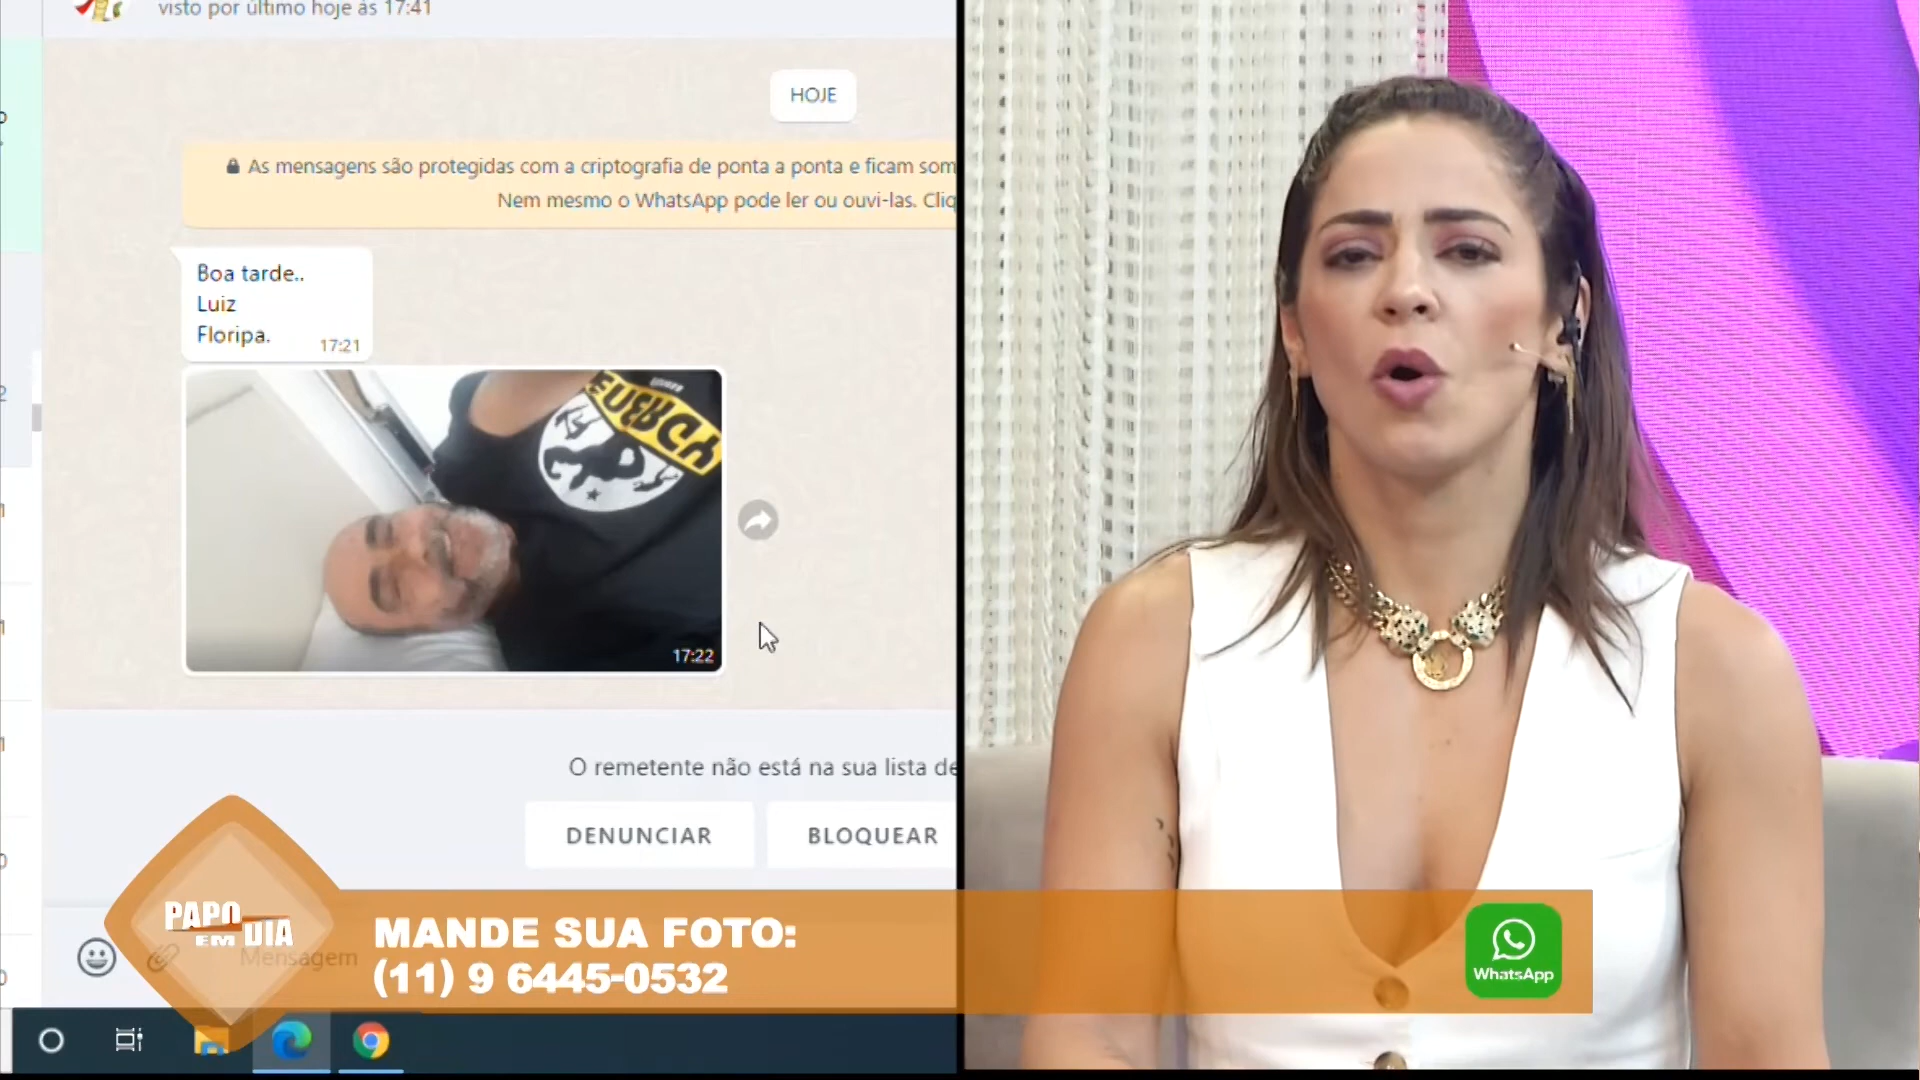 visto por último hoje às 17:41
HOJE
As mensagens são protegidas com a criptografia de ponta a ponta e ficam som
Nem mesmo o WhatsApp pode ler ou ouvi-las. Cliq
Boa tarde..
Luiz
Floripa.
17:21
ENERGY
17:22
O remetente não está na sua lista de
DENUNCIAR
BLOQUEAR
PAPO
EM DIA
Mensagem
MANDE SUA FOTO:
(11) 9 6445-0532
WhatsApp